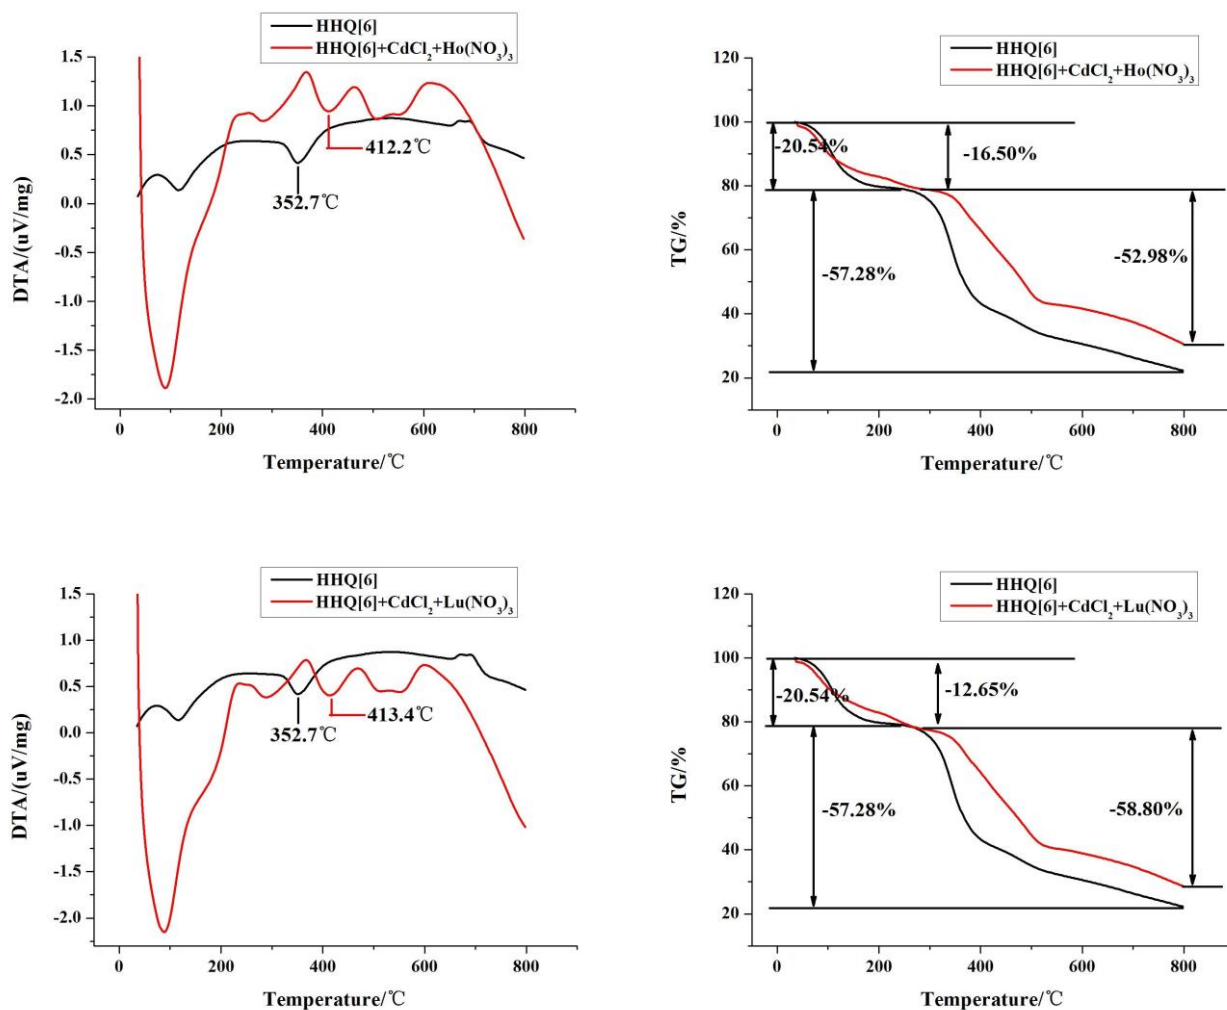 HHQ[6]
HHQ[6]+CdCl2+Ho(NO3)3
1.5
1.0
0.5
0.0
-0.5
-1.0
-1.5
-2.0
DTA/(uV/mg)
412.2℃
352.7℃
0 200 400 600 800
Temperature/℃
HHQ[6]
HHQ[6]+CdCl2+Ho(NO3)3
100
80
60
40
20
TG/%
-20.54%
-16.50%
-57.28%
-52.98%
0 200 400 600 800
Temperature/℃
HHQ[6]
HHQ[6]+CdCl2+Lu(NO3)3
1.5
1.0
0.5
0.0
-0.5
-1.0
-1.5
-2.0
DTA/(uV/mg)
413.4℃
352.7℃
0 200 400 600 800
Temperature/℃
HHQ[6]
HHQ[6]+CdCl2+Lu(NO3)3
100
80
60
40
20
TG/%
-20.54%
-12.65%
-57.28%
-58.80%
0 200 400 600 800
Temperature/℃